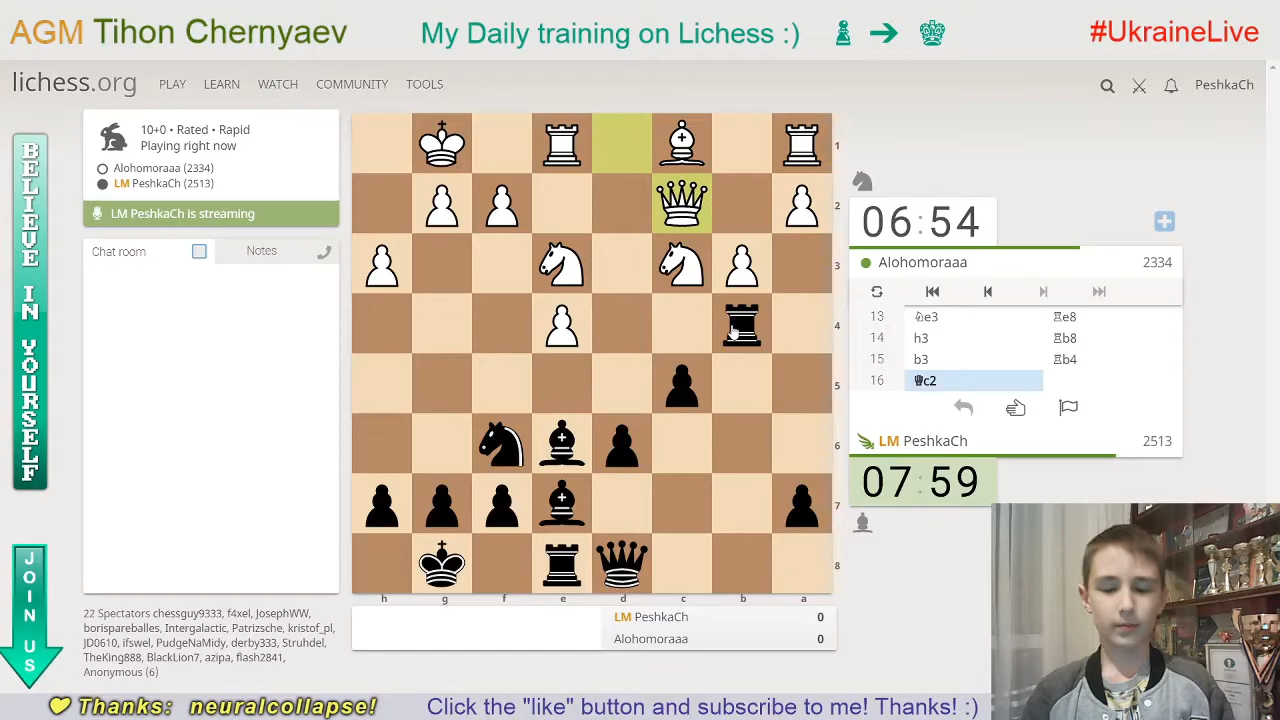 AGM Tihon Chernyaev
My Daily training on Lichess :)
#UkraineLive
lichess.org
PLAY
LEARN
WATCH
COMMUNITY
TOOLS
PeshkaCh
BELIEVE IN YOURSELF
10+0 • Rated • Rapid
Playing right now
Alohomoraaa (2334)
LM PeshkaCh (2513)
LM PeshkaCh is streaming
Chat room
Notes
22 Spectators chessguy9333, f4xel, JosephWW,
borispareballes, Intergalactic, Patrizsche, kristof_pl,
JD0610, ifswel, PudgeNaMidy, derby333, Struhdel,
TheKing888, BlackLion7, azipa, flash2841,
Anonymous (6)
JOIN US
1
2
3
4
5
6
7
8
h
g
f
e
d
c
b
a
LM PeshkaCh 0
Alohomoraaa 0
06:54
Alohomoraaa 2334
13 ♘e3 ♖e8
14 h3 ♖b8
15 b3 ♖b4
16 ♛c2
LM PeshkaCh 2513
07:59
Thanks: neuralcollapse!
Click the "like" button and subscribe to me! Thanks! :)